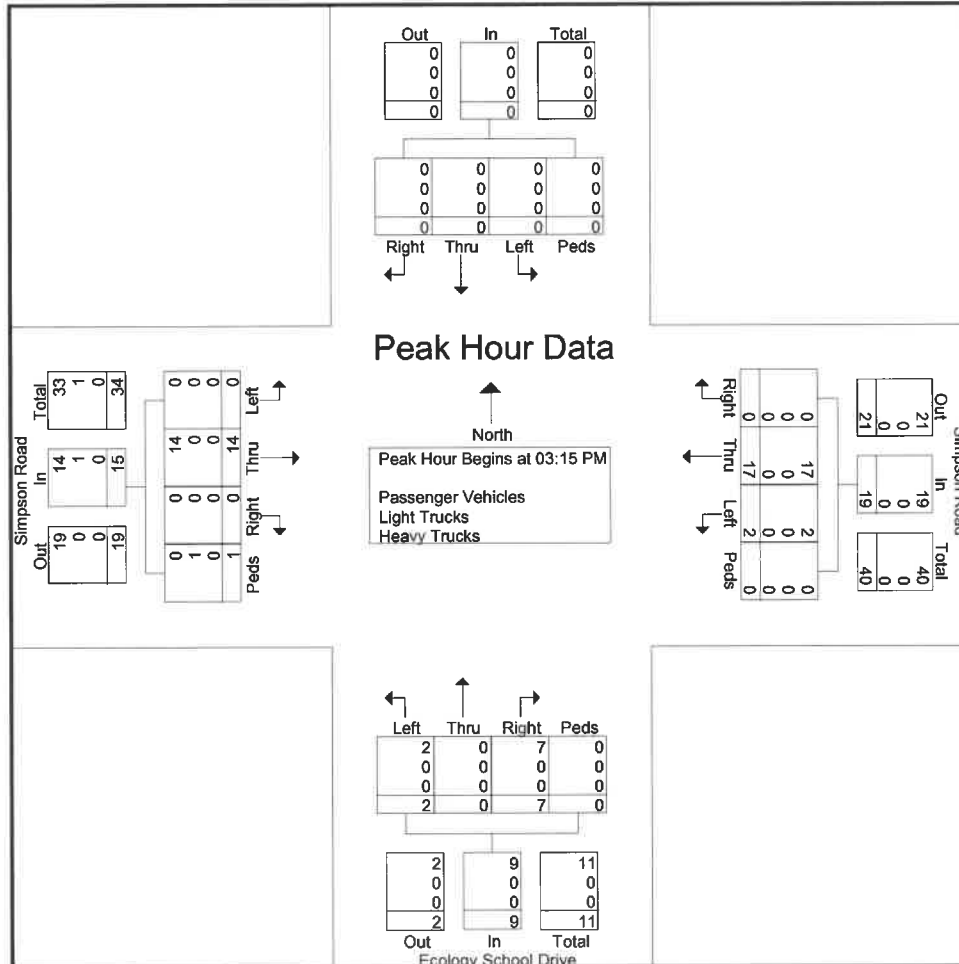 Out In Total
0 0 0
0 0 0
0 0 0
0 0 0
0 0 0 0
0 0 0 0
0 0 0 0
0 0 0 0
Right Thru Left Peds
Peak Hour Data
North
Peak Hour Begins at 03:15 PM
Passenger Vehicles
Light Trucks
Heavy Trucks
Simpson Road
Out In Total
19 14 33
0 1 1
0 0 0
19 15 34
Peds Right Thru Left
0 0 14 0
1 0 0 0
0 0 0 0
1 0 14 0
Simpson Road
Out In Total
21 19 40
0 0 0
0 0 0
21 19 40
Right Thru Left Peds
0 17 2 0
0 0 0 0
0 0 0 0
0 17 2 0
Left Thru Right Peds
2 0 7 0
0 0 0 0
0 0 0 0
2 0 7 0
2 9 11
0 0 0
0 0 0
2 9 11
Out In Total
Ecology School Drive